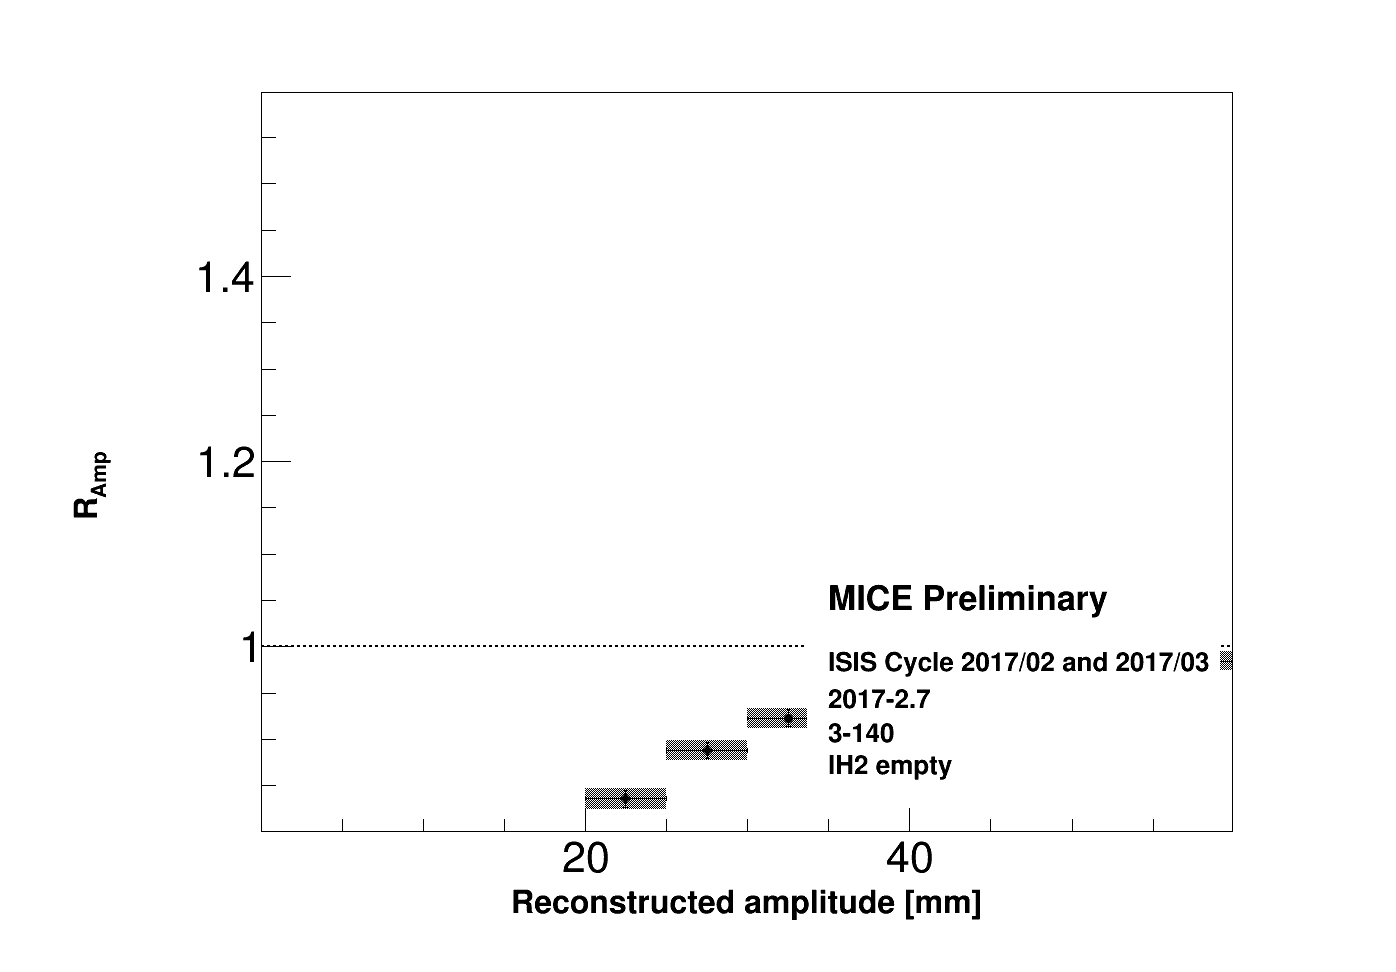 1.4
1.2
R_Amp
MICE Preliminary
1
ISIS Cycle 2017/02 and 2017/03
2017-2.7
3-140
IH2 empty
20 40
Reconstructed amplitude [mm]